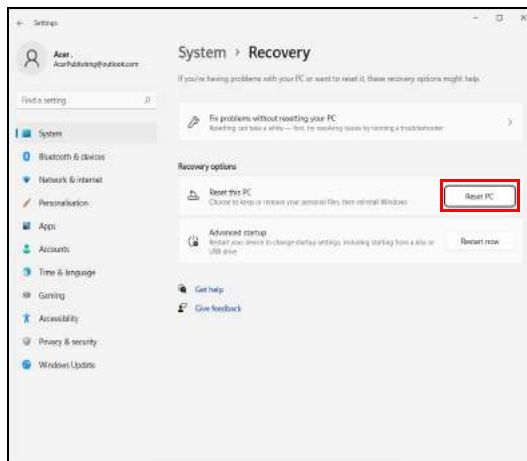 Settings
System > Recovery
Acer .
AcerPublishing@outlook.com
If you're having problems with your PC or want to reset it, these recovery options might help.
Find a setting
Fix problems without resetting your PC
Resetting can take a while — first, try resolving issues by running a troubleshooter
System
Bluetooth & devices
Network & internet
Personalisation
Apps
Accounts
Time & language
Gaming
Accessibility
Privacy & security
Windows Update
Recovery options
Reset this PC
Choose to keep or remove your personal files, then reinstall Windows
Reset PC
Advanced startup
Restart your device to change startup settings, including starting from a disc or
USB drive
Restart now
Get help
Give feedback